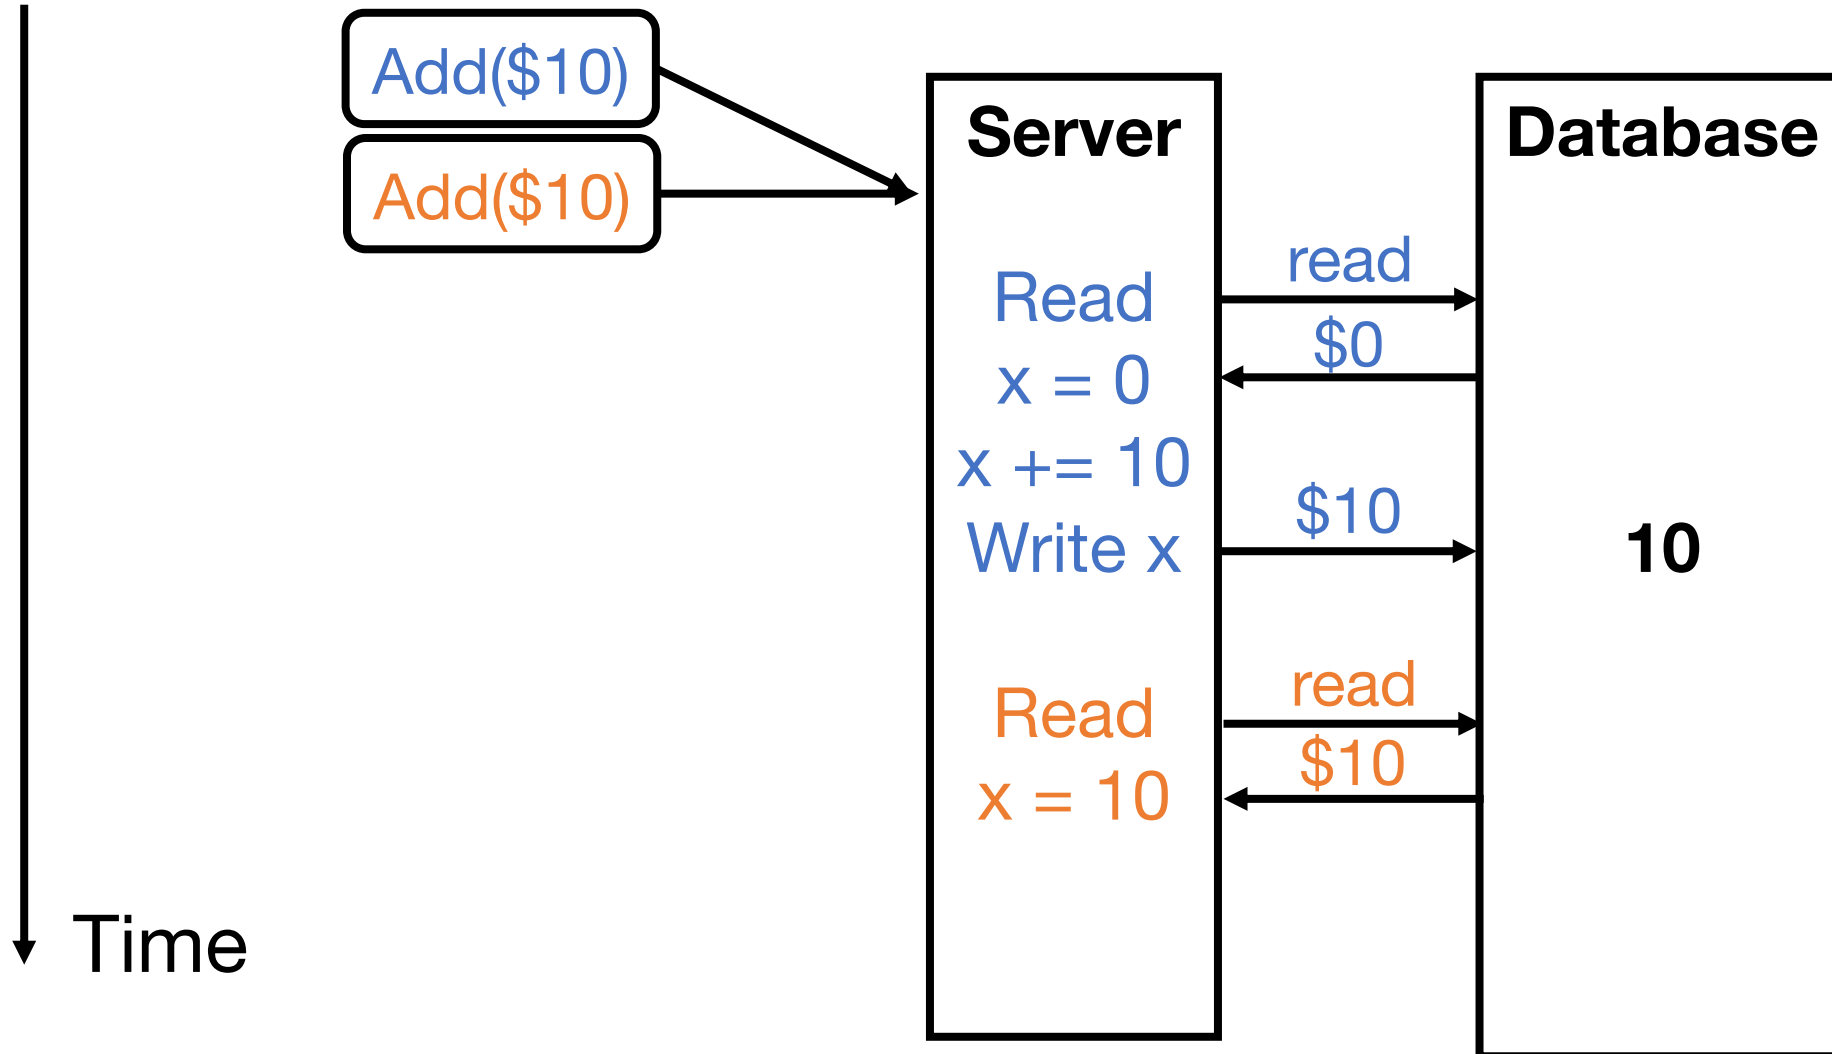 Add($10)
Add($10)
Server
Database
Read
read
x = 0
$0
x += 10
Write x
$10
10
Read
read
x = 10
$10
Time